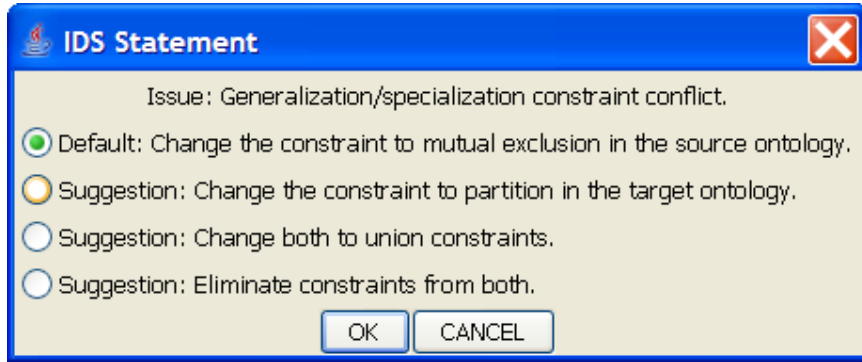 IDS Statement
Issue: Generalization/specialization constraint conflict.
Default: Change the constraint to mutual exclusion in the source ontology.
Suggestion: Change the constraint to partition in the target ontology.
Suggestion: Change both to union constraints.
Suggestion: Eliminate constraints from both.
OK CANCEL